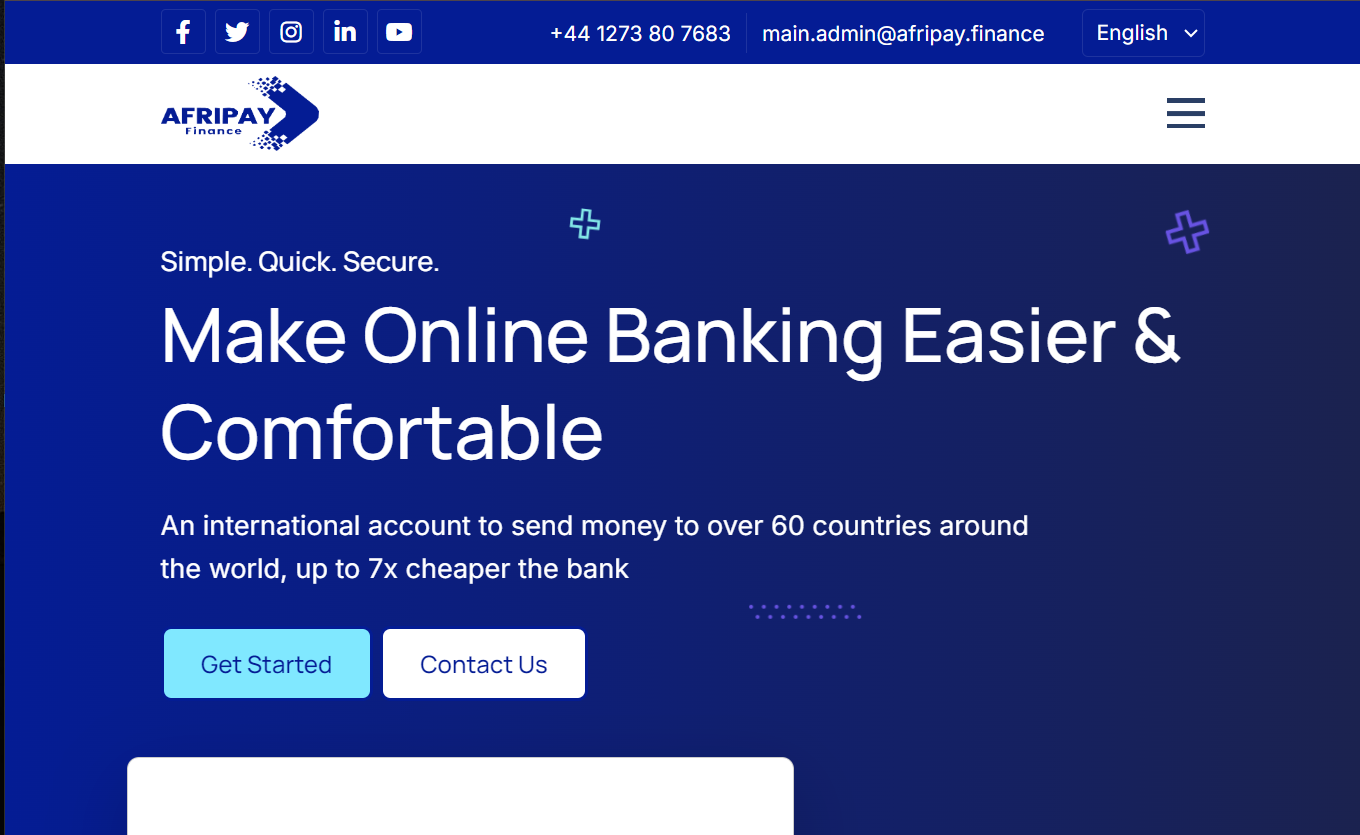 +44 1273 80 7683
main.admin@afripay.finance
English
AFRIPAY
Finance
Simple. Quick. Secure.
Make Online Banking Easier &
Comfortable
An international account to send money to over 60 countries around
the world, up to 7x cheaper the bank
Get Started
Contact Us